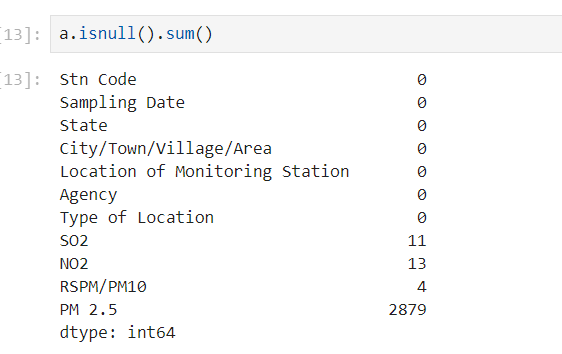 [13]: a.isnull().sum()
[13]: Stn Code 0
Sampling Date 0
State 0
City/Town/Village/Area 0
Location of Monitoring Station 0
Agency 0
Type of Location 0
SO2 11
NO2 13
RSPM/PM10 4
PM 2.5 2879
dtype: int64